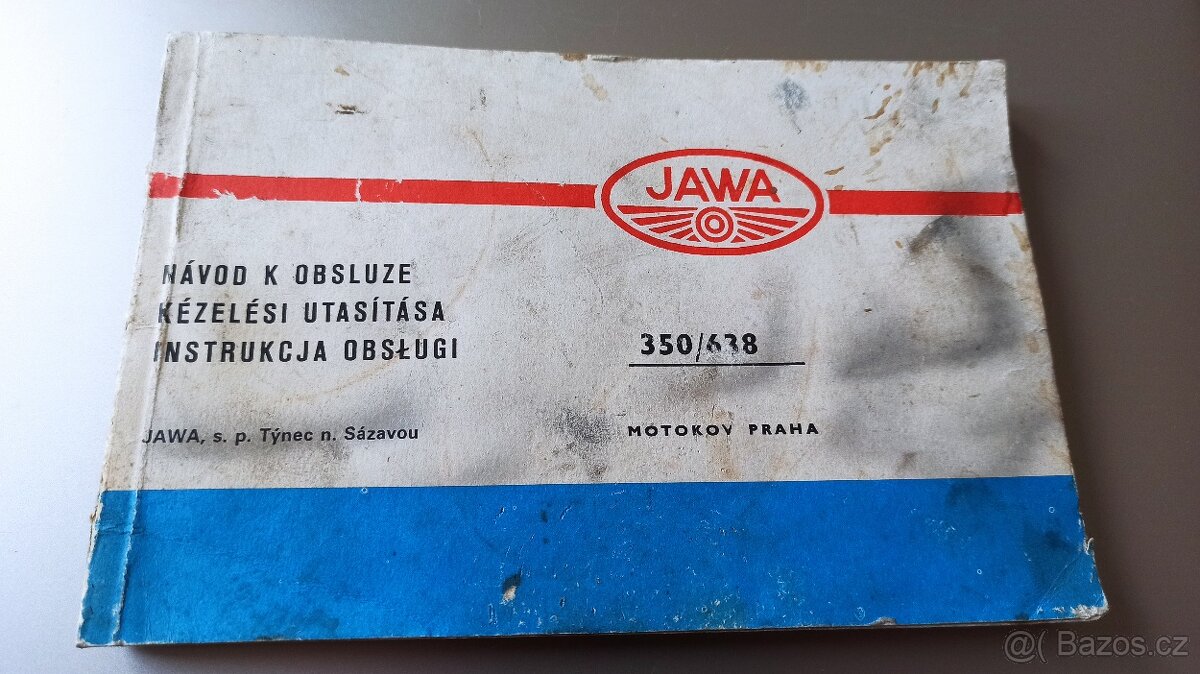 JAWA
NÁVOD K OBSLUZE
KÉZELÉSI UTASÍTÁSA
INSTRUKCJA OBSŁUGI
350/638
JAWA, s. p. Týnec n. Sázavou
MOTOKOV PRAHA
@( Bazos.cz